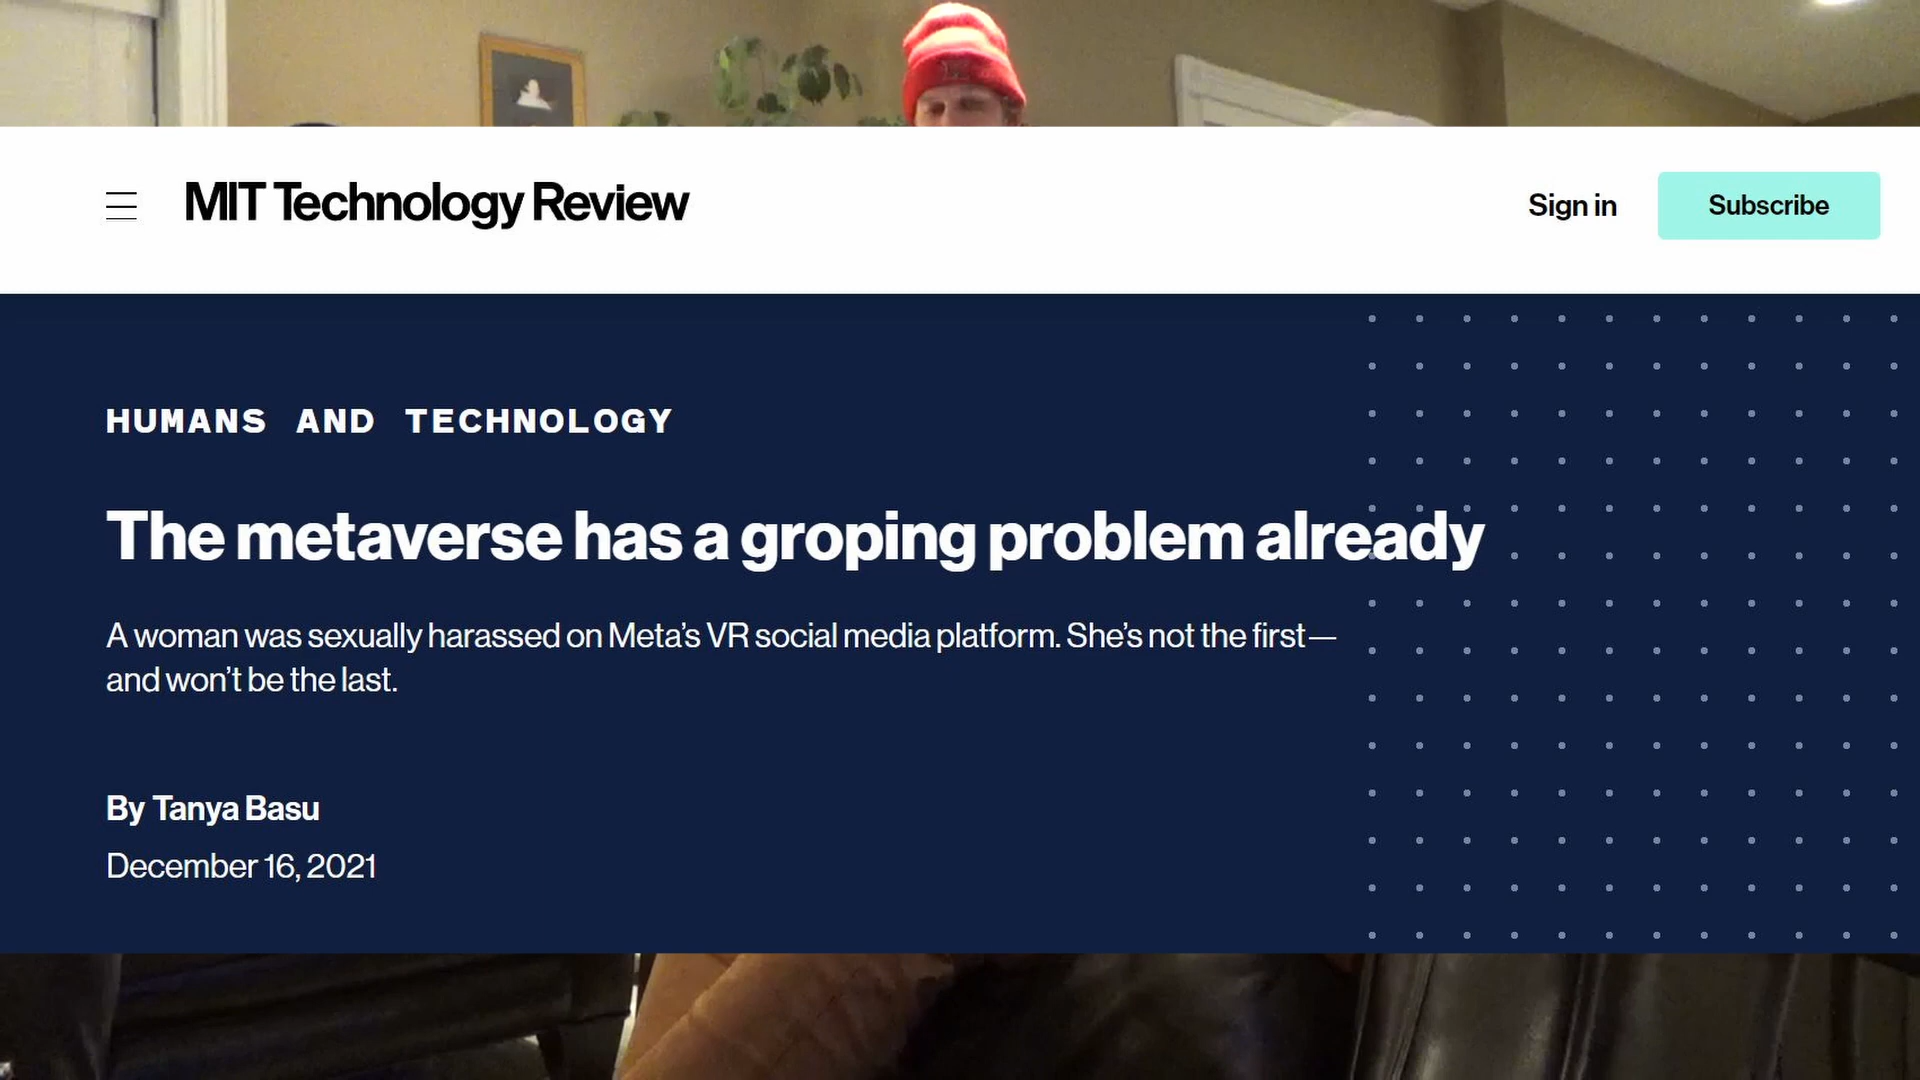 MIT Technology Review
Sign in
Subscribe
HUMANS AND TECHNOLOGY
The metaverse has a groping problem already
A woman was sexually harassed on Meta’s VR social media platform. She’s not the first—
and won’t be the last.
By Tanya Basu
December 16, 2021